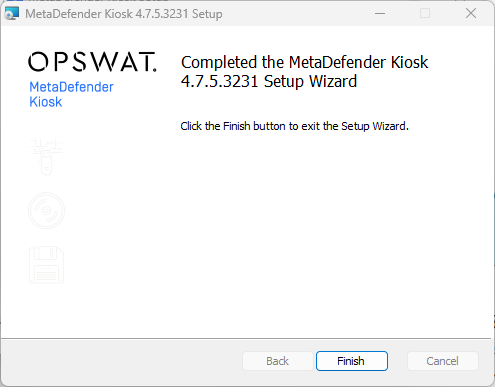 MetaDefender Kiosk 4.7.5.3231 Setup
OPSWAT.
MetaDefender
Kiosk
Completed the MetaDefender Kiosk
4.7.5.3231 Setup Wizard
Click the Finish button to exit the Setup Wizard.
Back
Finish
Cancel